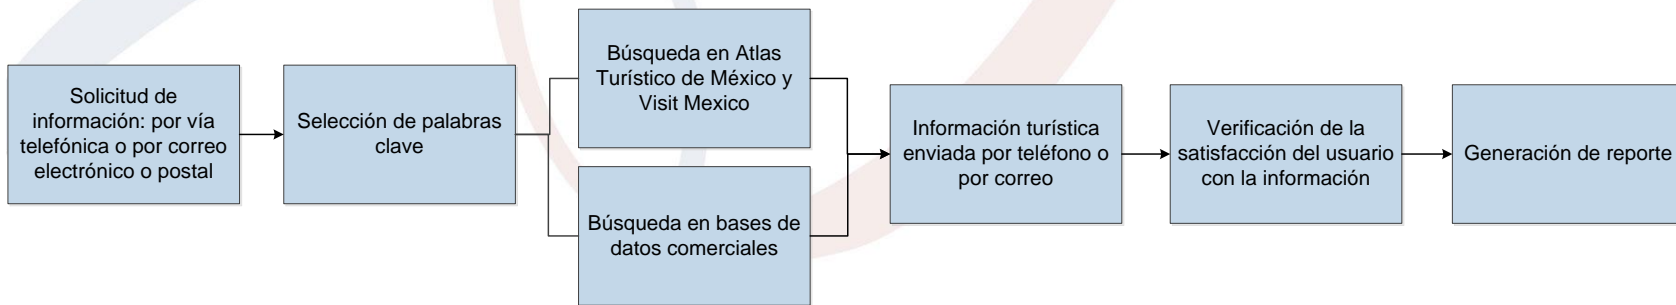 Solicitud de
información: por vía
telefónica o por correo
electrónico o postal
Selección de palabras
clave
Búsqueda en Atlas
Turístico de México y
Visit Mexico
Búsqueda en bases de
datos comerciales
Información turística
enviada por teléfono o
por correo
Verificación de la
satisfacción del usuario
con la información
Generación de reporte